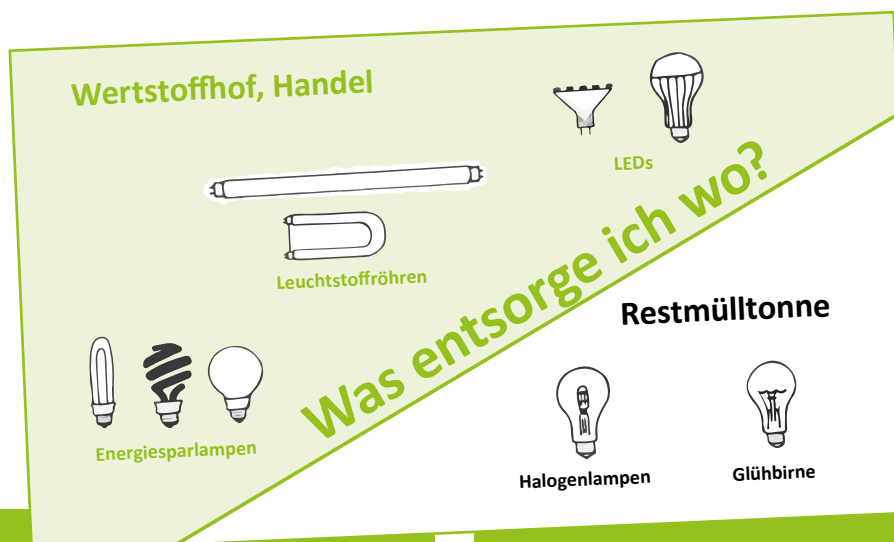 Wertstoffhof, Handel
LEDs
Leuchtstoffröhren
Energiesparlampen
Was entsorge ich wo?
Restmülltonne
Halogenlampen
Glühbirne